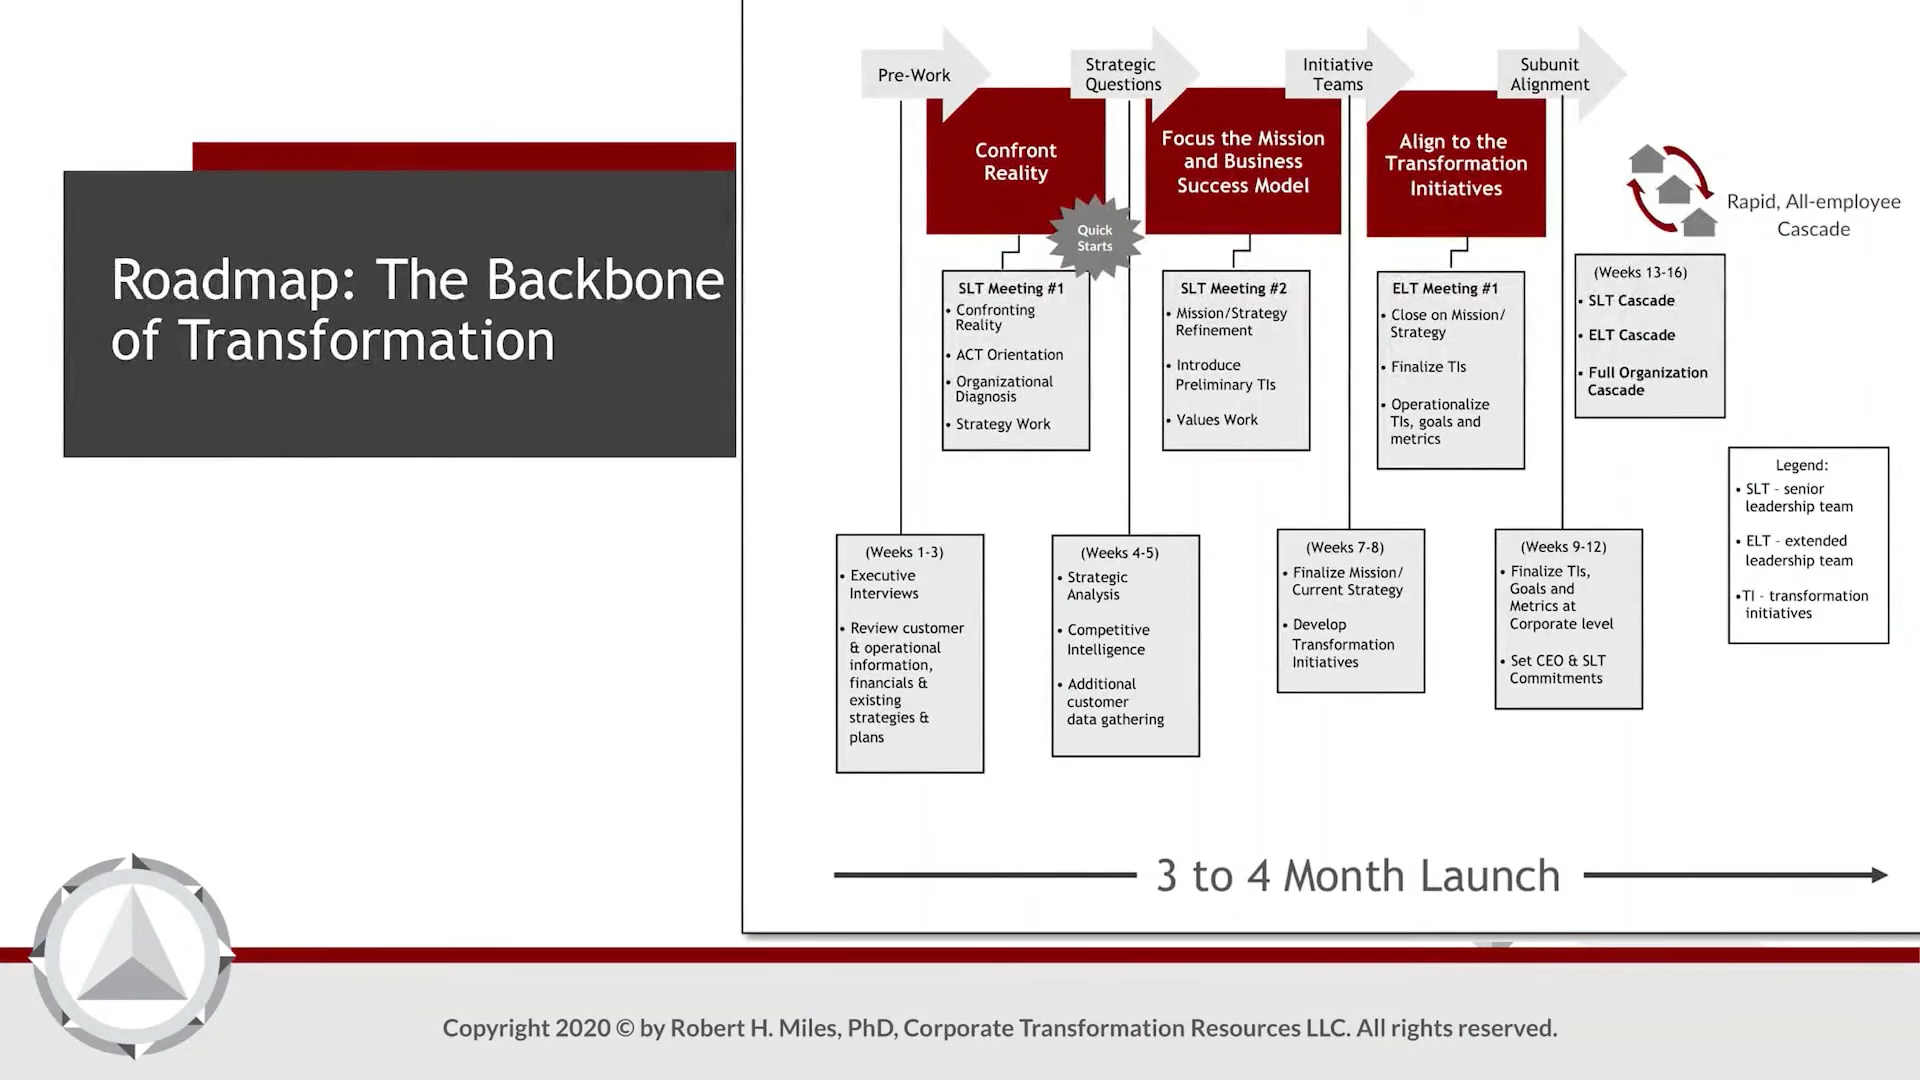 Roadmap: The Backbone
of Transformation
Pre-Work
Strategic
Questions
Initiative
Teams
Subunit
Alignment
Confront
Reality
Focus the Mission
and Business
Success Model
Align to the
Transformation
Initiatives
Quick
Starts
Rapid, All-employee
Cascade
SLT Meeting #1
• Confronting
Reality
• ACT Orientation
• Organizational
Diagnosis
• Strategy Work
SLT Meeting #2
• Mission/Strategy
Refinement
• Introduce
Preliminary TIs
• Values Work
ELT Meeting #1
• Close on Mission/
Strategy
• Finalize TIs
• Operationalize
TIs, goals and
metrics
(Weeks 13-16)
• SLT Cascade
• ELT Cascade
• Full Organization
Cascade
Legend:
• SLT - senior
leadership team
• ELT - extended
leadership team
•TI - transformation
initiatives
(Weeks 1-3)
• Executive
Interviews
• Review customer
& operational
information,
financials &
existing
strategies &
plans
(Weeks 4-5)
• Strategic
Analysis
• Competitive
Intelligence
• Additional
customer
data gathering
(Weeks 7-8)
• Finalize Mission/
Current Strategy
• Develop
Transformation
Initiatives
(Weeks 9-12)
• Finalize TIs,
Goals and
Metrics at
Corporate level
• Set CEO & SLT
Commitments
3 to 4 Month Launch
Copyright 2020 © by Robert H. Miles, PhD, Corporate Transformation Resources LLC. All rights reserved.